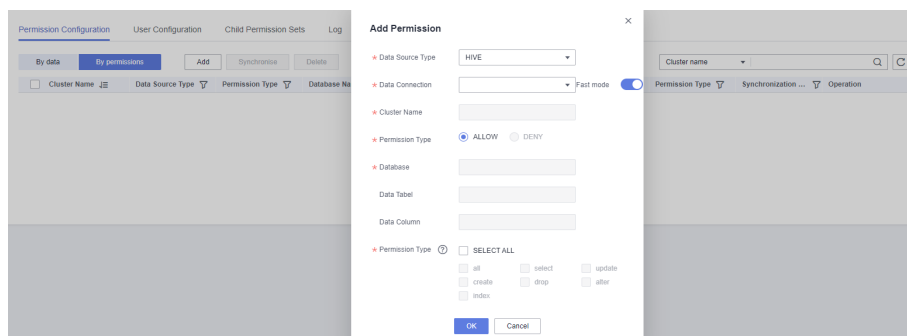 Permission Configuration User Configuration Child Permission Sets Log
By data By permissions Add Synchronise Delete
Cluster name
Cluster Name Data Source Type Permission Type Database Na
Permission Type Synchronization ... Operation
Add Permission
* Data Source Type HIVE
* Data Connection Fast mode
* Cluster Name
* Permission Type ALLOW DENY
* Database
Data Tabel
Data Column
* Permission Type ? SELECT ALL
all select update
create drop alter
index
OK Cancel